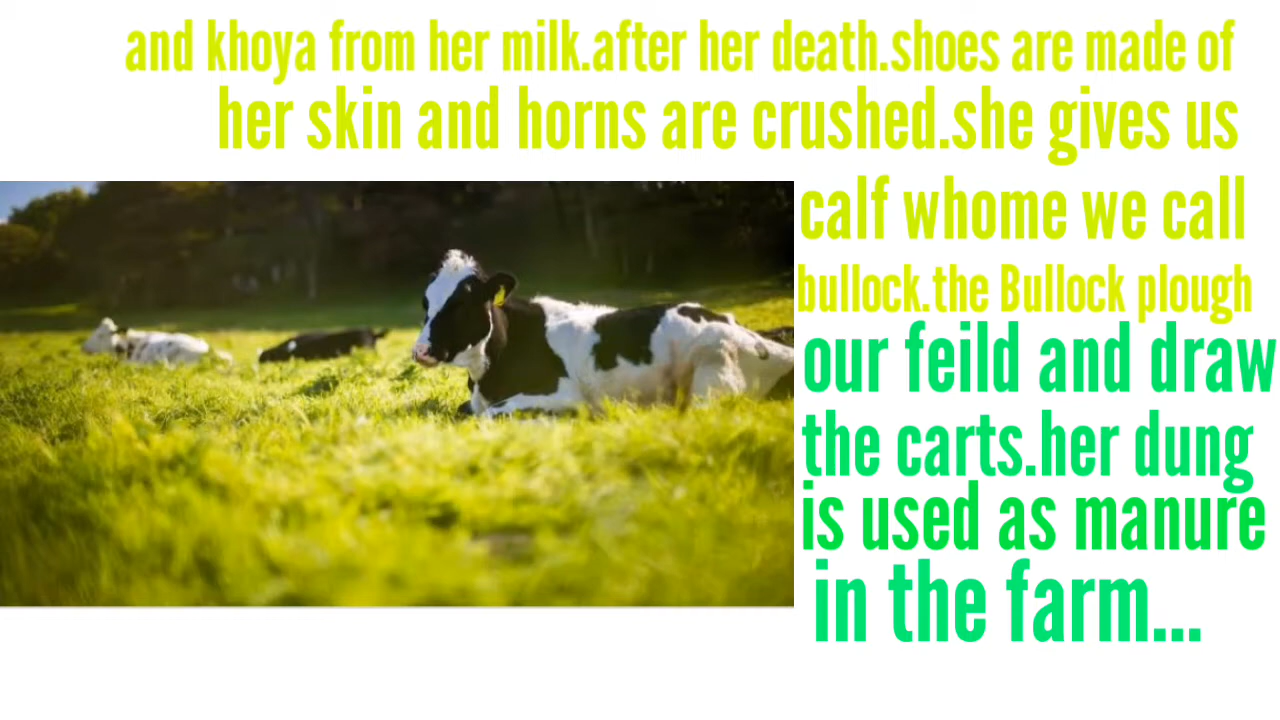 and khoya from her milk.after her death.shoes are made of
her skin and horns are crushed.she gives us
calf whome we call
bullock.the Bullock plough
our feild and draw
the carts.her dung
is used as manure
in the farm...